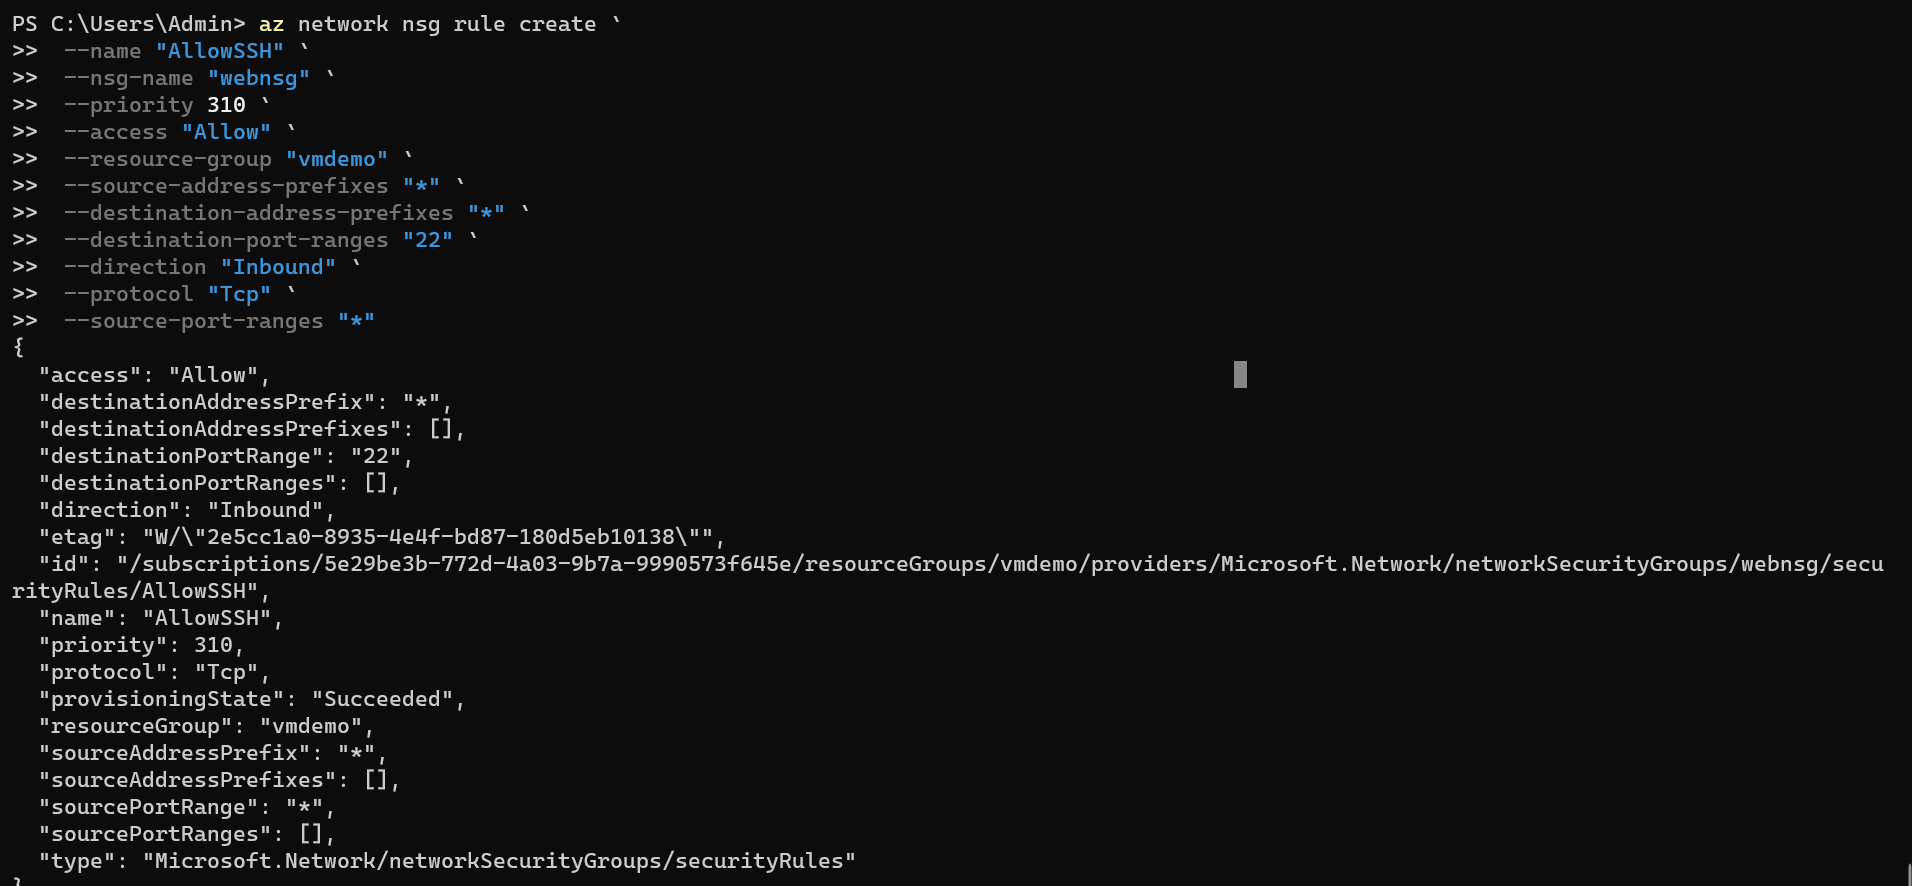 PS C:\Users\Admin> az network nsg rule create `
>>  --name "AllowSSH" `
>>  --nsg-name "webnsg" `
>>  --priority 310 `
>>  --access "Allow" `
>>  --resource-group "vmdemo" `
>>  --source-address-prefixes "*" `
>>  --destination-address-prefixes "*" `
>>  --destination-port-ranges "22" `
>>  --direction "Inbound" `
>>  --protocol "Tcp" `
>>  --source-port-ranges "*"
{
  "access": "Allow",
  "destinationAddressPrefix": "*",
  "destinationAddressPrefixes": [],
  "destinationPortRange": "22",
  "destinationPortRanges": [],
  "direction": "Inbound",
  "etag": "W/\"2e5cc1a0-8935-4e4f-bd87-180d5eb10138\"",
  "id": "/subscriptions/5e29be3b-772d-4a03-9b7a-9990573f645e/resourceGroups/vmdemo/providers/Microsoft.Network/networkSecurityGroups/webnsg/secu
rityRules/AllowSSH",
  "name": "AllowSSH",
  "priority": 310,
  "protocol": "Tcp",
  "provisioningState": "Succeeded",
  "resourceGroup": "vmdemo",
  "sourceAddressPrefix": "*",
  "sourceAddressPrefixes": [],
  "sourcePortRange": "*",
  "sourcePortRanges": [],
  "type": "Microsoft.Network/networkSecurityGroups/securityRules"
}